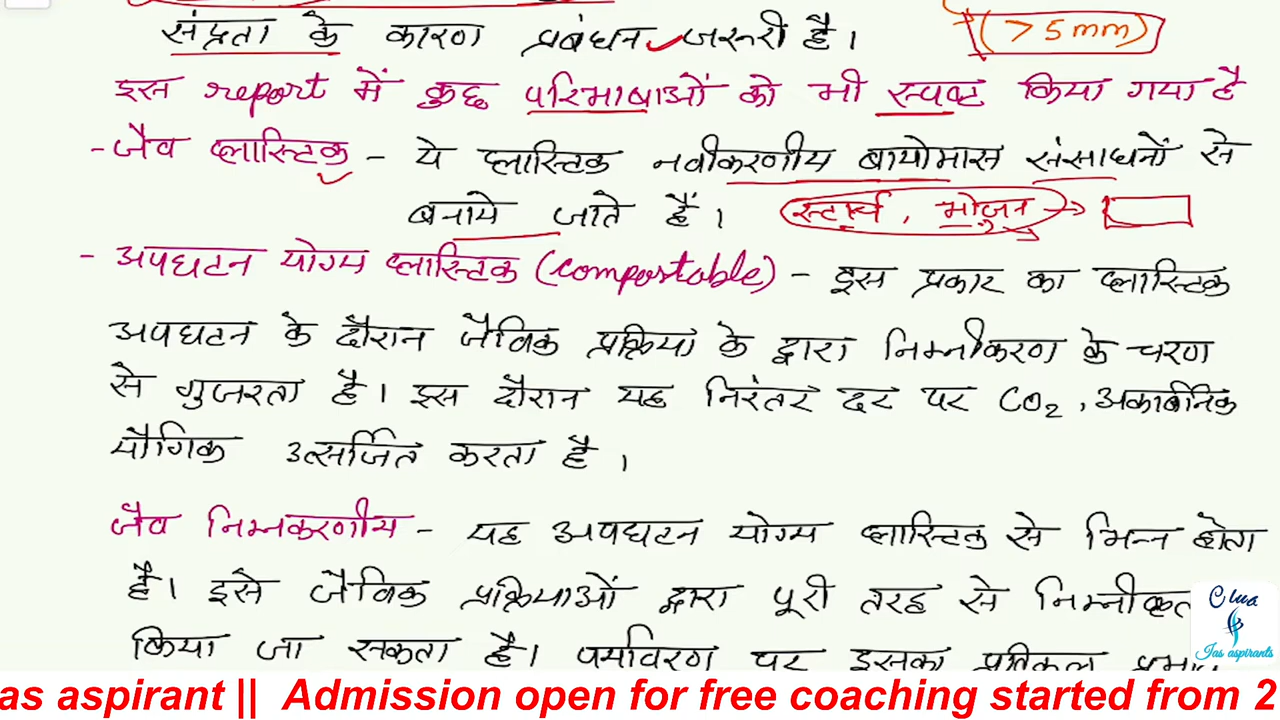 संद्रता के कारण प्रबंधन जरूरी है। (>5mm)
इस report में कुछ परिभाषाओं को भी स्पष्ट किया गया है
- जैव प्लास्टिक - ये प्लास्टिक नवीकरणीय बायोमास संसाधनों से
बनाये जाते हैं। स्टार्च, भोजन →
- अपघटन योग्य प्लास्टिक (compostable) - इस प्रकार का प्लास्टिक
अपघटन के दौरान जैविक प्रक्रिया के द्वारा निम्नीकरण के चरण
से गुजरता है। इस दौरान यह निरंतर दर पर CO2, अकार्बनिक
यौगिक उत्सर्जित करता है।
जैव निम्नकरणीय - यह अपघटन योग्य प्लास्टिक से भिन्न होता
है। इसे जैविक प्रक्रियाओं द्वारा पूरी तरह से निम्नीकृत
किया जा सकता है। पर्यावरण पर इसका
Jas aspirants
as aspirant || Admission open for free coaching started from 2